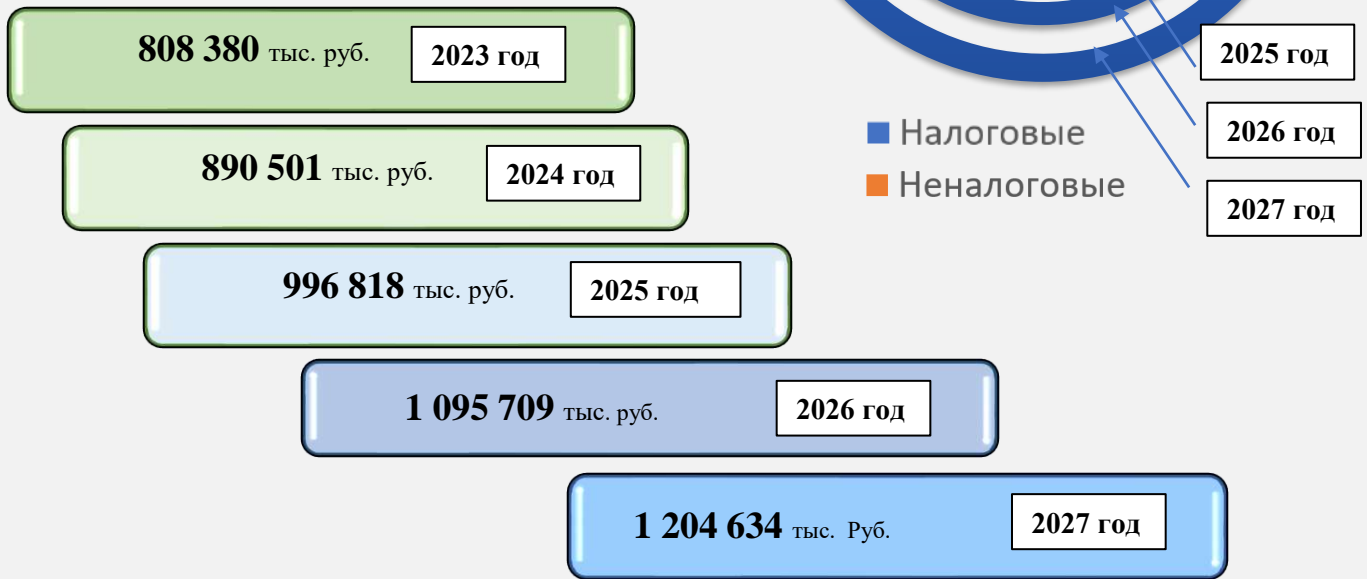 808 380 тыс. руб.
2023 год
890 501 тыс. руб.
2024 год
996 818 тыс. руб.
2025 год
1 095 709 тыс. руб.
2026 год
1 204 634 тыс. Руб.
2027 год
Налоговые
Неналоговые
2025 год
2026 год
2027 год